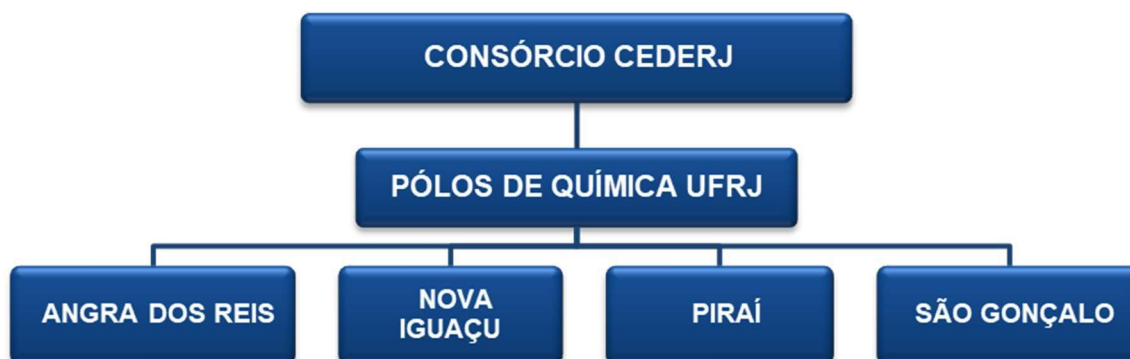 CONSÓRCIO CEDERJ
PÓLOS DE QUÍMICA UFRJ
ANGRA DOS REIS
NOVA
IGUAÇU
PIRAÍ
SÃO GONÇALO